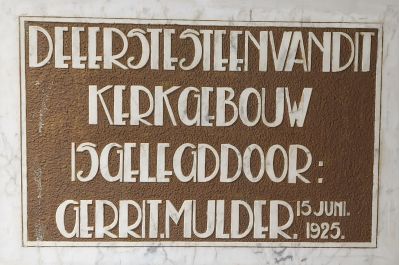 DE EERSTE STEEN VAN DIT
KERKGEBOUW
IS GELEGD DOOR:
GERRIT. MULDER. 15 JUNI.
1925.